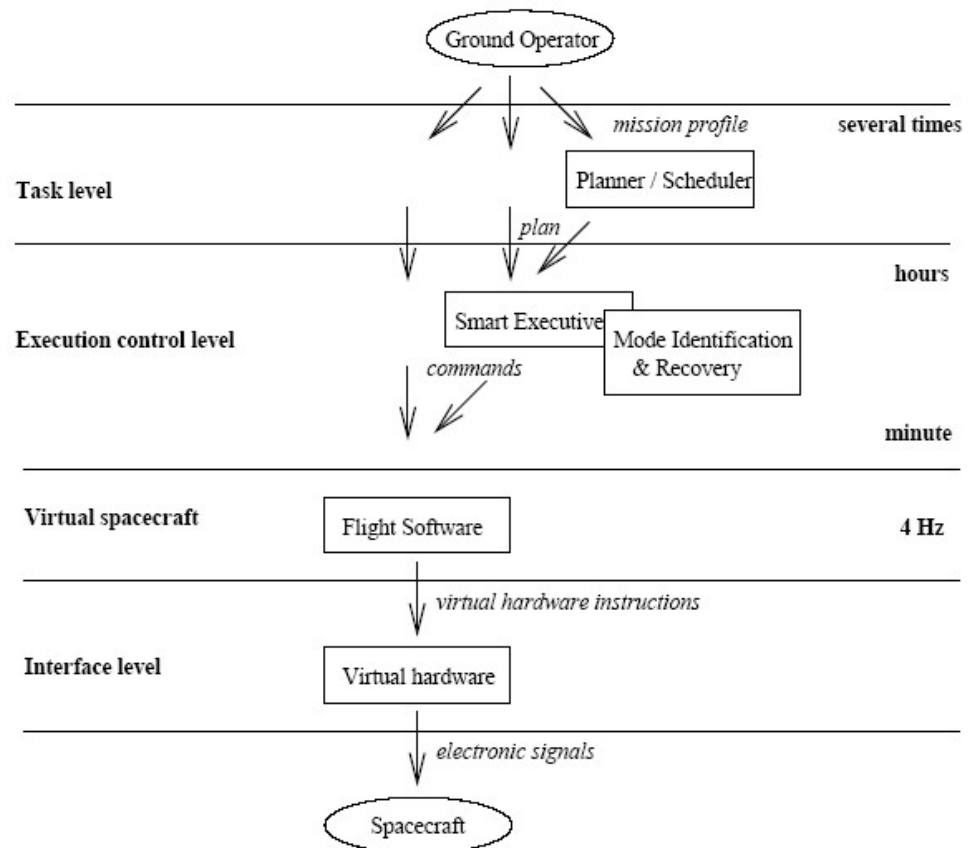 Ground Operator
mission profile
several times
Planner / Scheduler
Task level
plan
hours
Smart Executive
Execution control level
Mode Identification
& Recovery
commands
minute
Virtual spacecraft
Flight Software
4 Hz
virtual hardware instructions
Interface level
Virtual hardware
electronic signals
Spacecraft